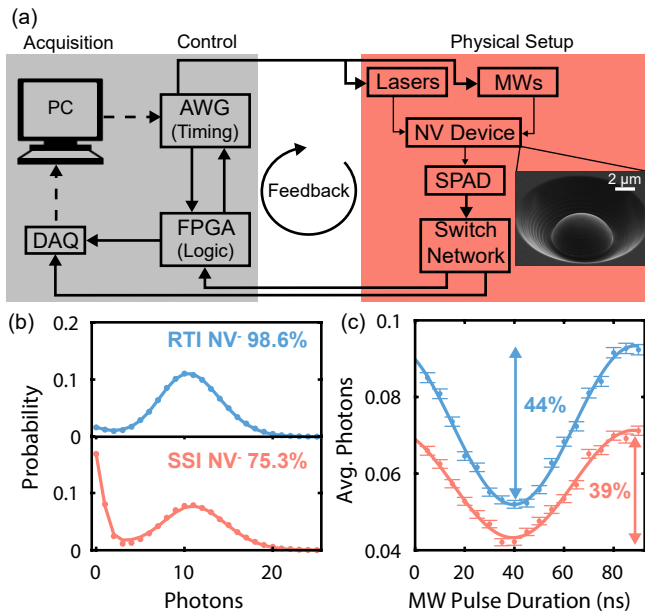 (a)
Acquisition Control Physical Setup
PC
AWG
(Timing)
Lasers
MWs
NV Device
Feedback
SPAD
2 μm
DAQ
FPGA
(Logic)
Switch
Network
(b)
0.2
RTI NV- 98.6%
0.1
0
SSI NV- 75.3%
0.1
0
Probability
0 10 20
Photons
(c)
0.1
0.08
0.06
0.04
Avg. Photons
44%
39%
0 20 40 60 80
MW Pulse Duration (ns)